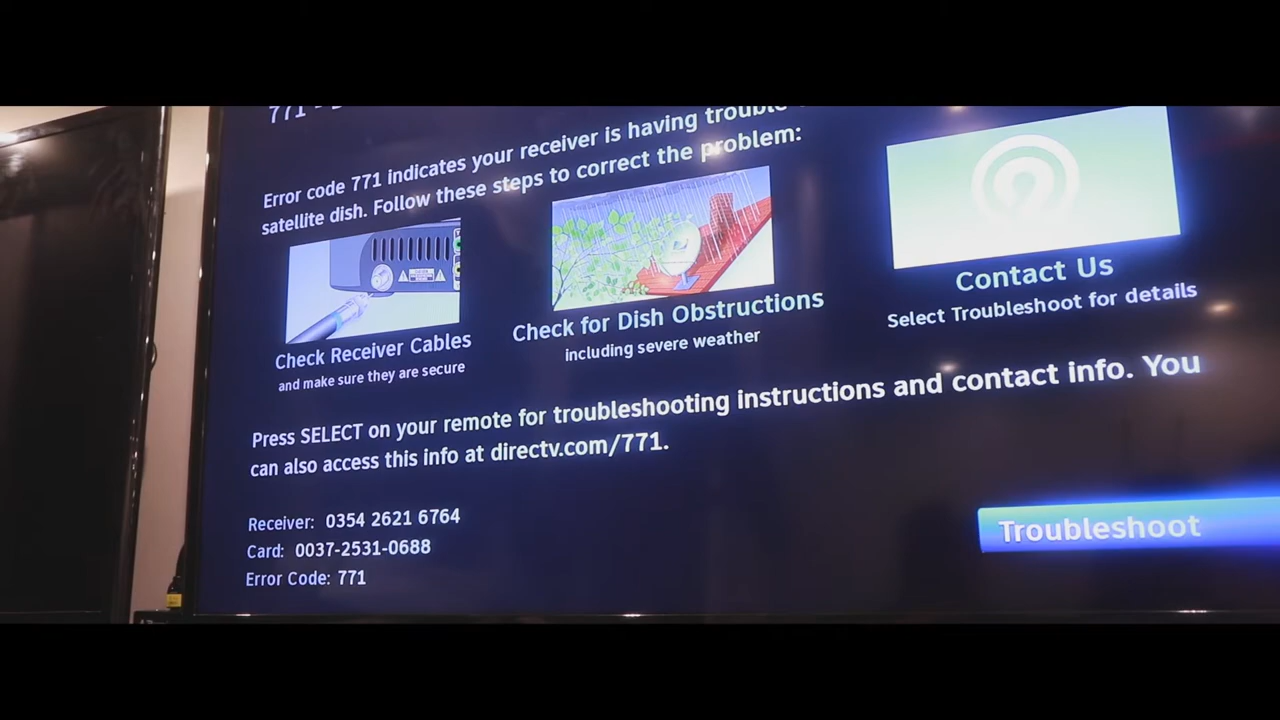 771 -
Error code 771 indicates your receiver is having trouble
satellite dish. Follow these steps to correct the problem:
Check Receiver Cables
and make sure they are secure
Check for Dish Obstructions
including severe weather
Contact Us
Select Troubleshoot for details
Press SELECT on your remote for troubleshooting instructions and contact info. You
can also access this info at directv.com/771.
Receiver: 0354 2621 6764
Card: 0037-2531-0688
Error Code: 771
Troubleshoot